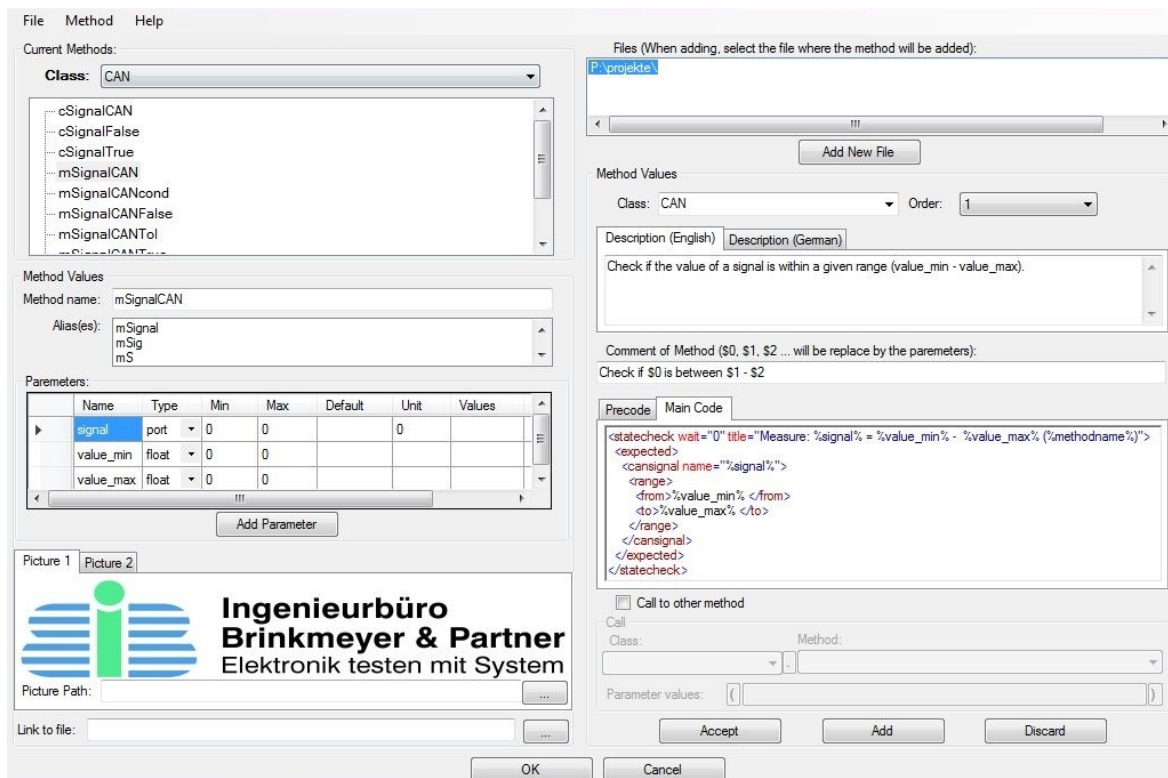 File Method Help
Current Methods:
Class: CAN
cSignalCAN
cSignalFalse
cSignalTrue
mSignalCAN
mSignalCANcond
mSignalCANFalse
mSignalCANTol
mSignalCANTrue
Method Values
Method name: mSignalCAN
Alias(es): mSignal
mSig
mS
Paremeters:
Name Type Min Max Default Unit Values
signal port 0 0 0
value_min float 0 0
value_max float 0 0
Add Parameter
Picture 1 Picture 2
Ingenieurbüro
Brinkmeyer & Partner
Elektronik testen mit System
Picture Path: ...
Link to file: ...
Files (When adding, select the file where the method will be added):
P:\projekte\
Add New File
Method Values
Class: CAN Order: 1
Description (English) Description (German)
Check if the value of a signal is within a given range (value_min - value_max).
Comment of Method ($0, $1, $2 ... will be replace by the paremeters):
Check if $0 is between $1 - $2
Precode Main Code
<statecheck wait="0" title="Measure: %signal% = %value_min% - %value_max% (%methodname%)">
<expected>
<cansignal name="%signal%">
<range>
<from>%value_min% </from>
<to>%value_max% </to>
</range>
</cansignal>
</expected>
</statecheck>
Call to other method
Call
Class: Method:
.
Parameter values: ( )
Accept Add Discard
OK Cancel